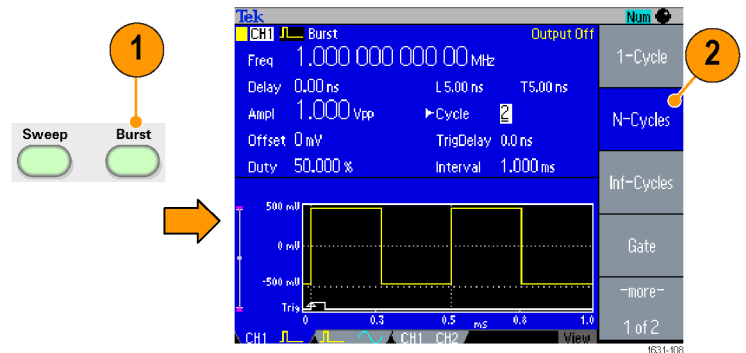 1
Sweep Burst
Tek
Num
CH1 Burst Output Off
Freq 1.000 000 000 00 MHz
Delay 0.00 ns L 5.00 ns T 5.00 ns
Ampl 1.000 Vpp ►Cycle 2
Offset 0 mV TrigDelay 0.0 ns
Duty 50.000 % Interval 1.000 ms
500 mV
0 mV
-500 mV
Trig
0 0.3 0.5 ms 0.8 1.0
CH1 CH1 CH2 View
1-Cycle
2
N-Cycles
Inf-Cycles
Gate
-more-
1 of 2
1631-108